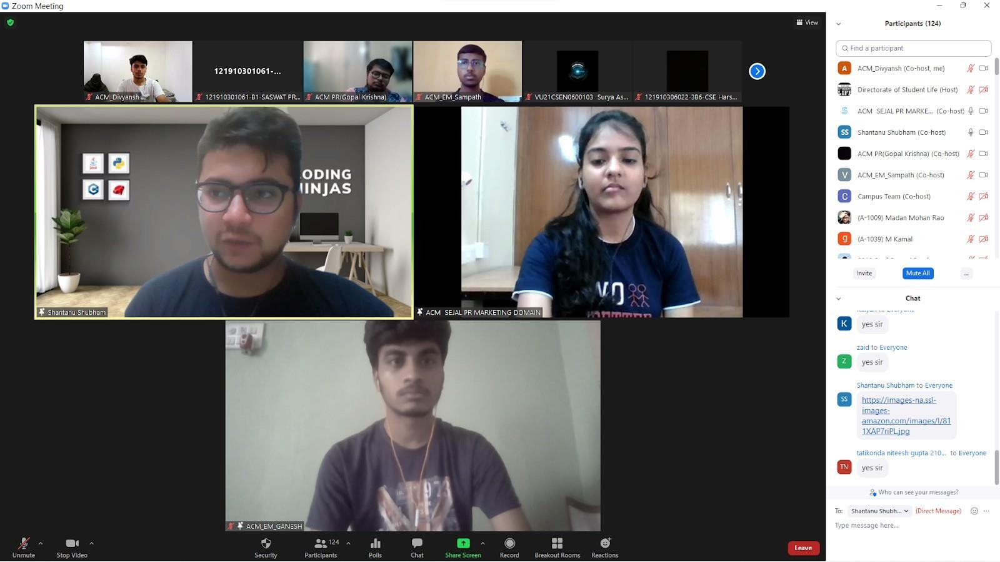 Zoom Meeting
View
121910301061-...
ACM_Divyansh
121910301061-B1-SASWAT PR...
ACM PR(Gopal Krishna)
ACM_EM_Sampath
VU21CSEN0600103 Surya As...
121910306022-3B6-CSE Hars...
Java
CODING
NINJAS
Shantanu Shubham
ACM SEJAL PR MARKETING DOMAIN
ACM_EM_GANESH
Unmute
Stop Video
Security
124
Participants
Polls
Chat
Share Screen
Record
Breakout Rooms
Reactions
Leave
Participants (124)
Find a participant
A ACM_Divyansh (Co-host, me)
Directorate of Student Life (Host)
S ACM SEJAL PR MARKE... (Co-host)
SS Shantanu Shubham (Co-host)
ACM PR(Gopal Krishna) (Co-host)
V ACM_EM_Sampath (Co-host)
C Campus Team (Co-host)
(A-1009) Madan Mohan Rao
g (A-1039) M Kamal
Invite
Mute All
...
Chat
K yes sir
zaid to Everyone
Z yes sir
Shantanu Shubham to Everyone
SS https://images-na.ssl-
images-
amazon.com/images/I/81
1XAP7riPL.jpg
tatikonda niteesh gupta 210... to Everyone
TN yes sir
Who can see your messages?
To: Shantanu Shubh... (Direct Message)
Type message here...